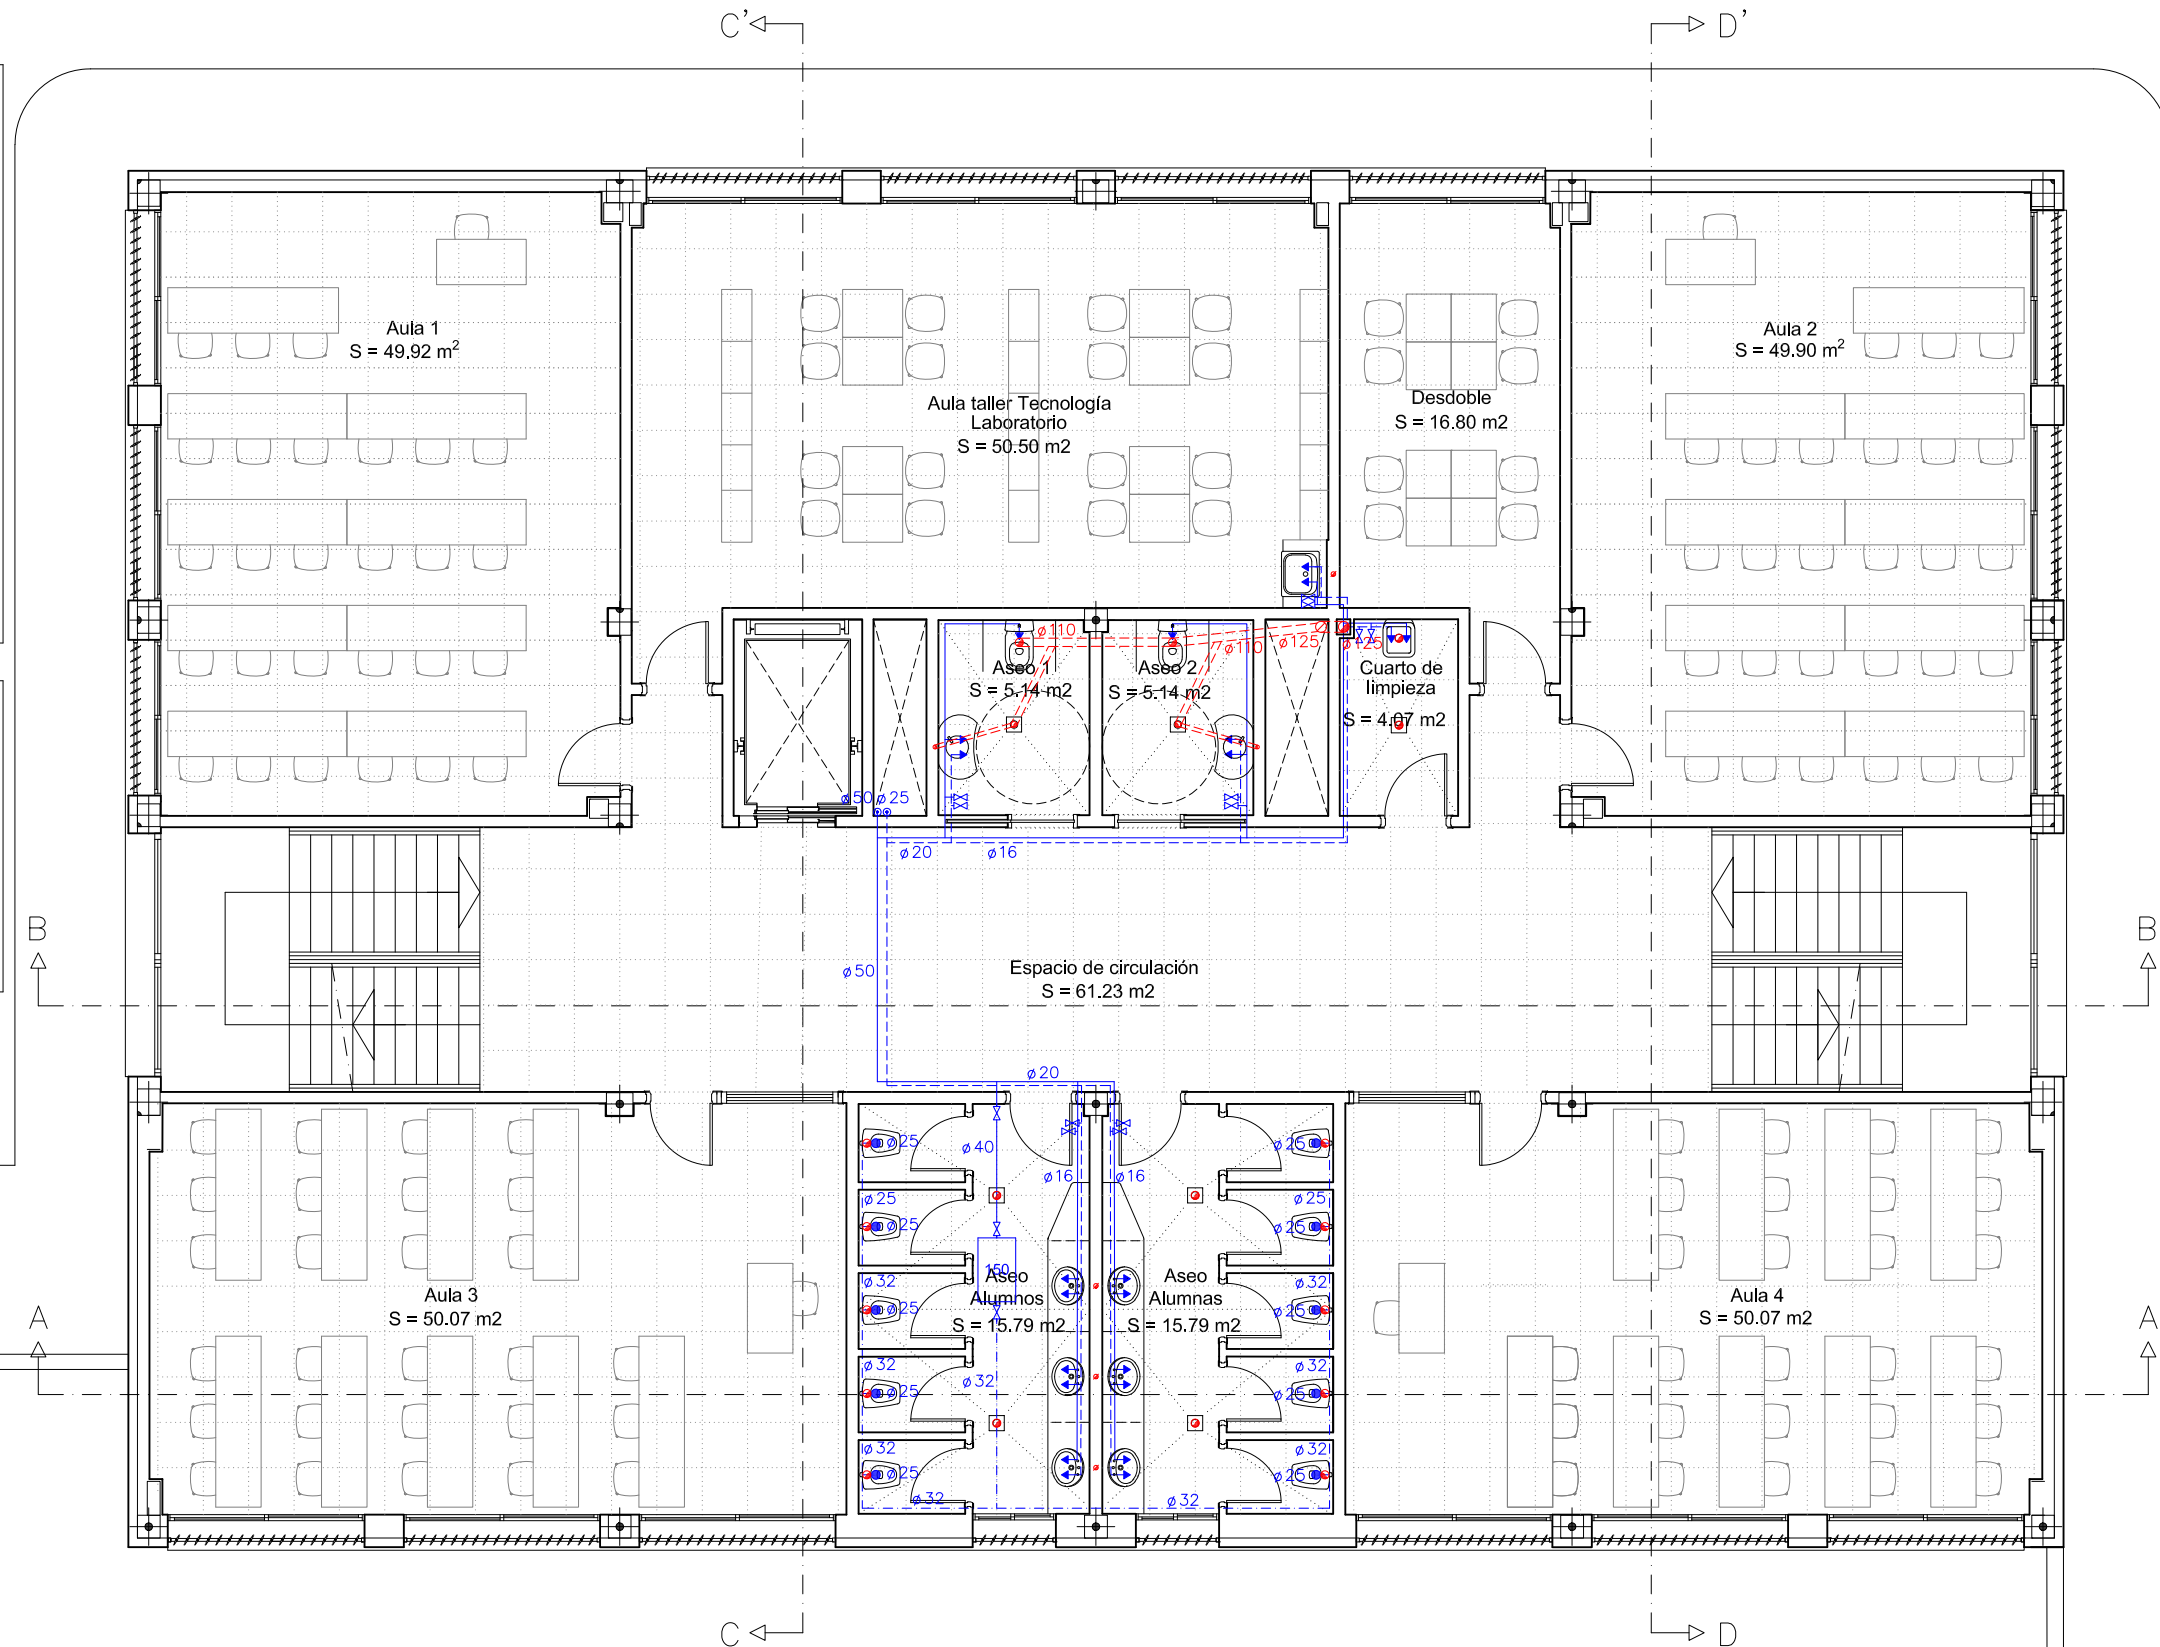 C'
D'
Aula 1
S = 49.92 m²
Aula 2
S = 49.90 m²
Aula taller Tecnología
Laboratorio
S = 50.50 m2
Desdoble
S = 16.80 m2
ø110
ø125
ø110
ø125
Aseo 1
S = 5.14 m2
Aseo 2
S = 5.14 m2
Cuarto de
limpieza
S = 4.07 m2
ø50
ø25
ø20
ø16
B
B
ø50
Espacio de circulación
S = 61.23 m2
ø20
ø25
ø40
ø25
ø16
ø16
ø25
ø25
ø25
ø25
150
ø32
ø25
ø32
ø25
Aseo
Alumnos
S = 15.79 m2
Aseo
Alumnas
S = 15.79 m2
Aula 3
S = 50.07 m2
Aula 4
S = 50.07 m2
A
A
ø32
ø25
ø32
ø32
ø25
ø32
ø25
ø32
ø25
ø32
ø32
C
D